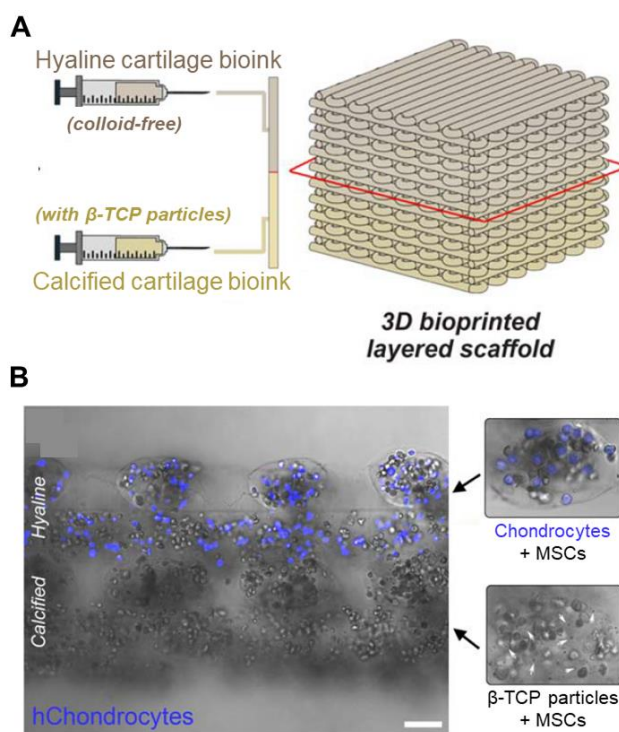 A
Hyaline cartilage bioink
(colloid-free)
(with β-TCP particles)
Calcified cartilage bioink
3D bioprinted
layered scaffold
B
Hyaline
Calcified
hChondrocytes
Chondrocytes
+ MSCs
β-TCP particles
+ MSCs